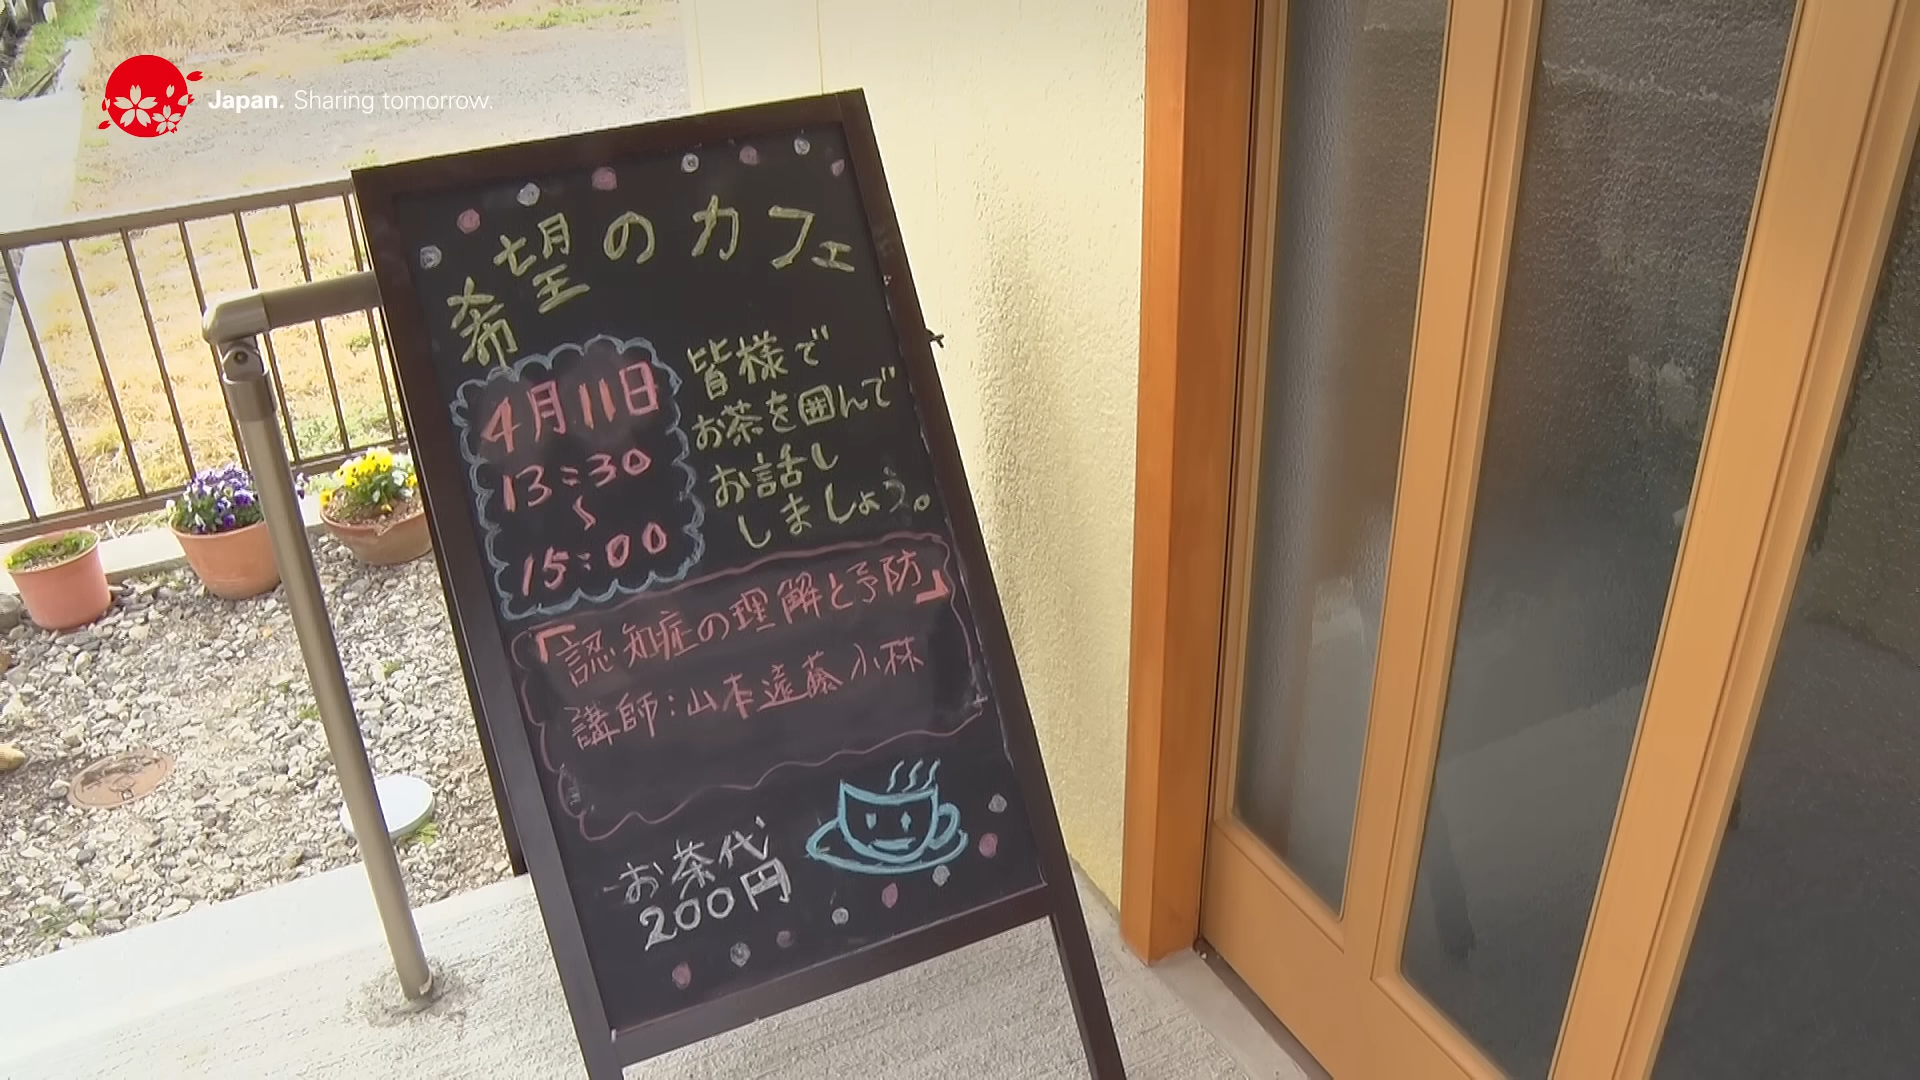 Japan. Sharing tomorrow.
希望のカフェ
4月11日
13:30
〜
15:00
皆様で
お茶を囲んで
お話し
しましょう。
「認知症の理解と予防」
講師:山本遠藤小林
お茶代
200円